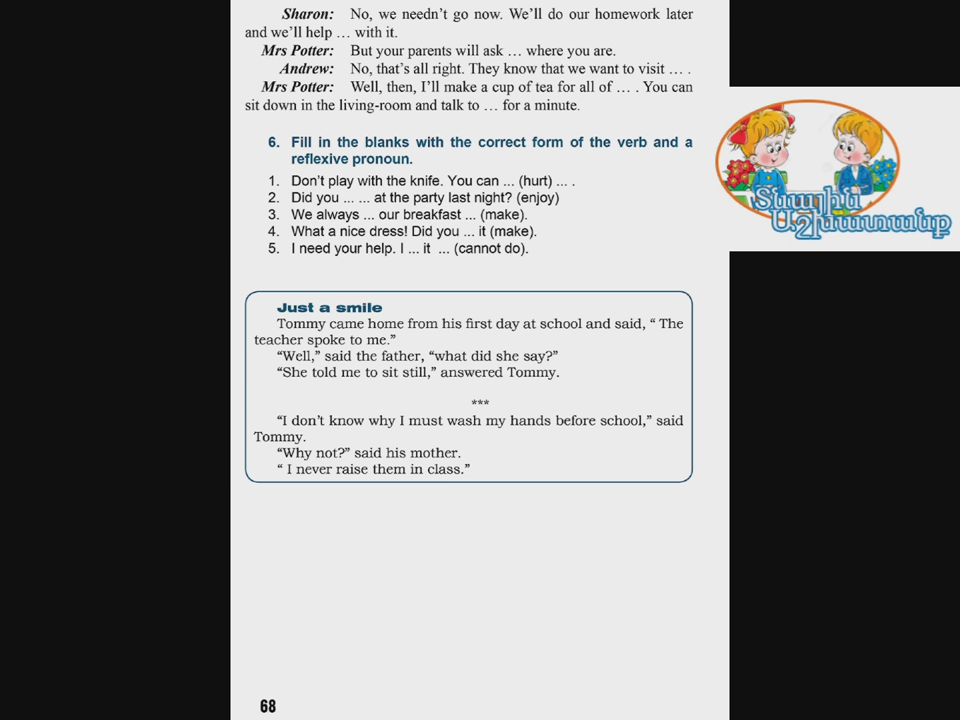 Sharon: No, we needn't go now. We'll do our homework later
and we'll help ... with it.
Mrs Potter: But your parents will ask ... where you are.
Andrew: No, that's all right. They know that we want to visit ... .
Mrs Potter: Well, then, I'll make a cup of tea for all of ... . You can
sit down in the living-room and talk to ... for a minute.
6. Fill in the blanks with the correct form of the verb and a
reflexive pronoun.
1. Don't play with the knife. You can ... (hurt) ... .
2. Did you ... ... at the party last night? (enjoy)
3. We always ... our breakfast ... (make).
4. What a nice dress! Did you ... it (make).
5. I need your help. I ... it ... (cannot do).
Just a smile
Tommy came home from his first day at school and said, “ The
teacher spoke to me.”
“Well,” said the father, “what did she say?”
“She told me to sit still,” answered Tommy.
***
“I don't know why I must wash my hands before school,” said
Tommy.
“Why not?” said his mother.
“ I never raise them in class.”
68
Տնային
Աշխատանք